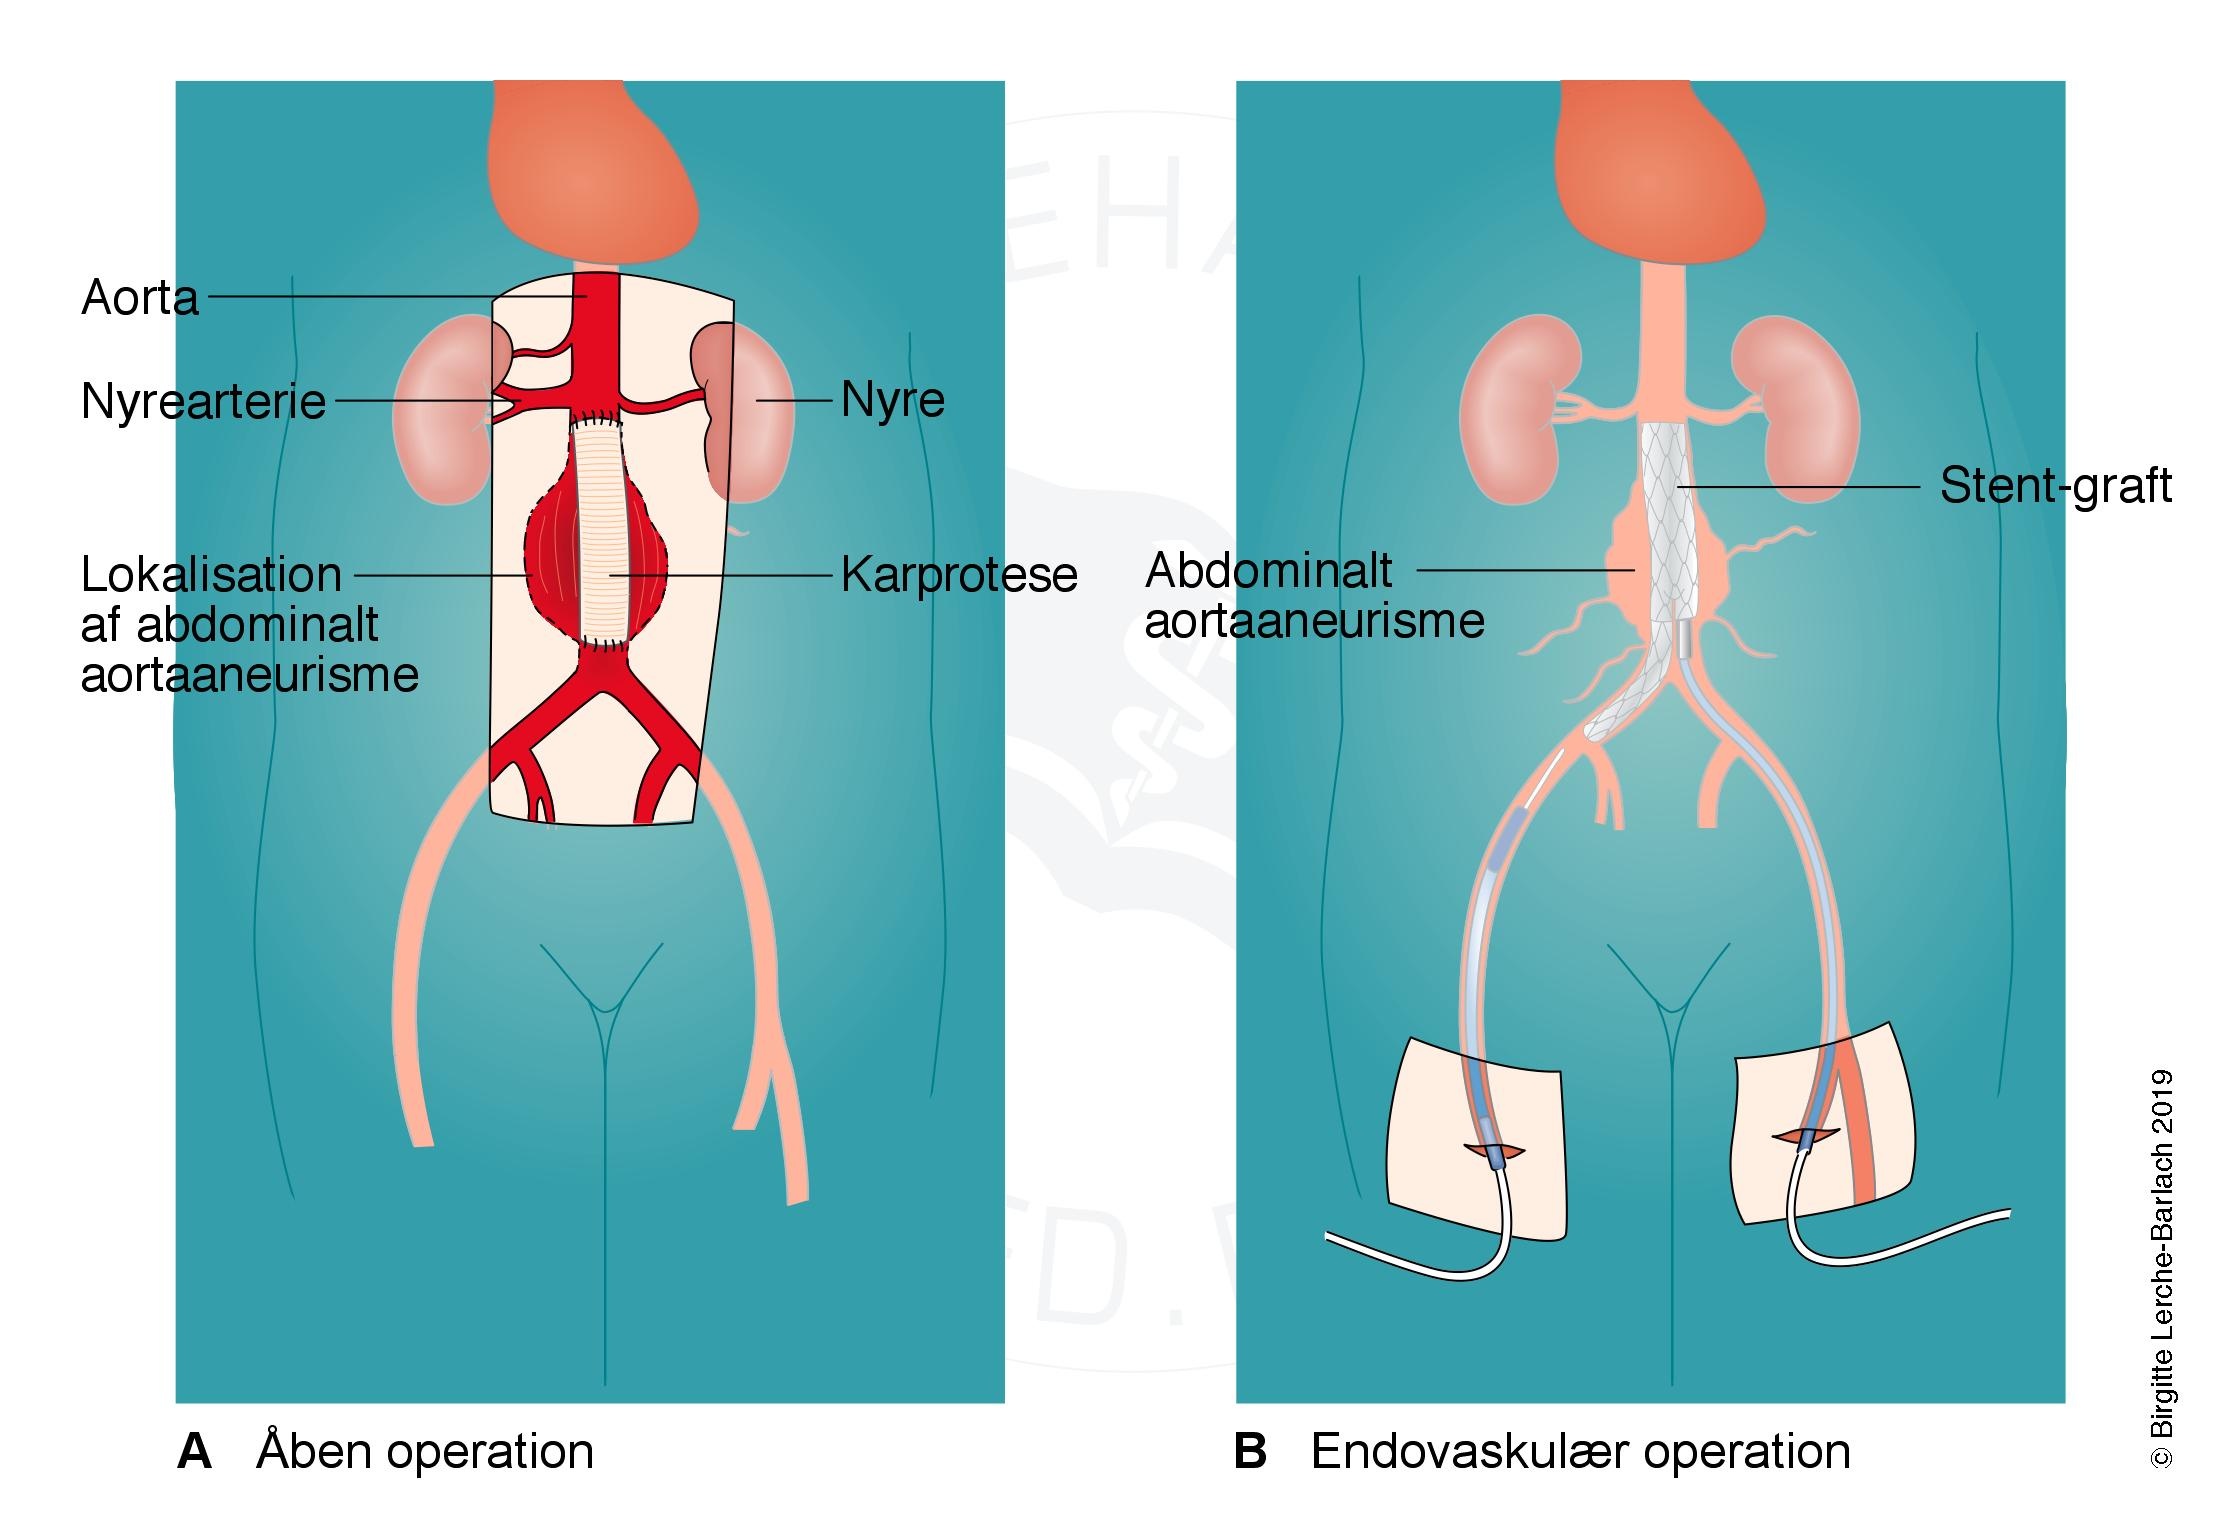 Aorta
Nyrearterie
Nyre
Lokalisation
af abdominalt
aortaaneurisme
Karprotese
A Åben operation
Stent-graft
Abdominalt
aortaaneurisme
B Endovaskulær operation
© Birgitte Lerche-Barlach 2019